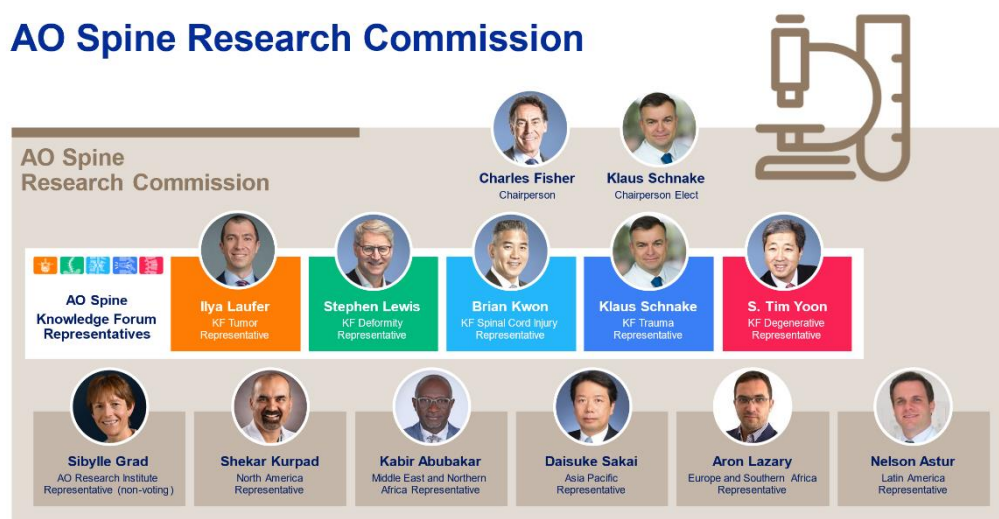 AO Spine Research Commission
AO Spine
Research Commission
Charles Fisher
Chairperson
Klaus Schnake
Chairperson Elect
AO Spine
Knowledge Forum
Representatives
Ilya Laufer
KF Tumor
Representative
Stephen Lewis
KF Deformity
Representative
Brian Kwon
KF Spinal Cord Injury
Representative
Klaus Schnake
KF Trauma
Representative
S. Tim Yoon
KF Degenerative
Representative
Sibylle Grad
AO Research Institute
Representative (non-voting)
Shekar Kurpad
North America
Representative
Kabir Abubakar
Middle East and Northern
Africa Representative
Daisuke Sakai
Asia Pacific
Representative
Aron Lazary
Europe and Southern Africa
Representative
Nelson Astur
Latin America
Representative